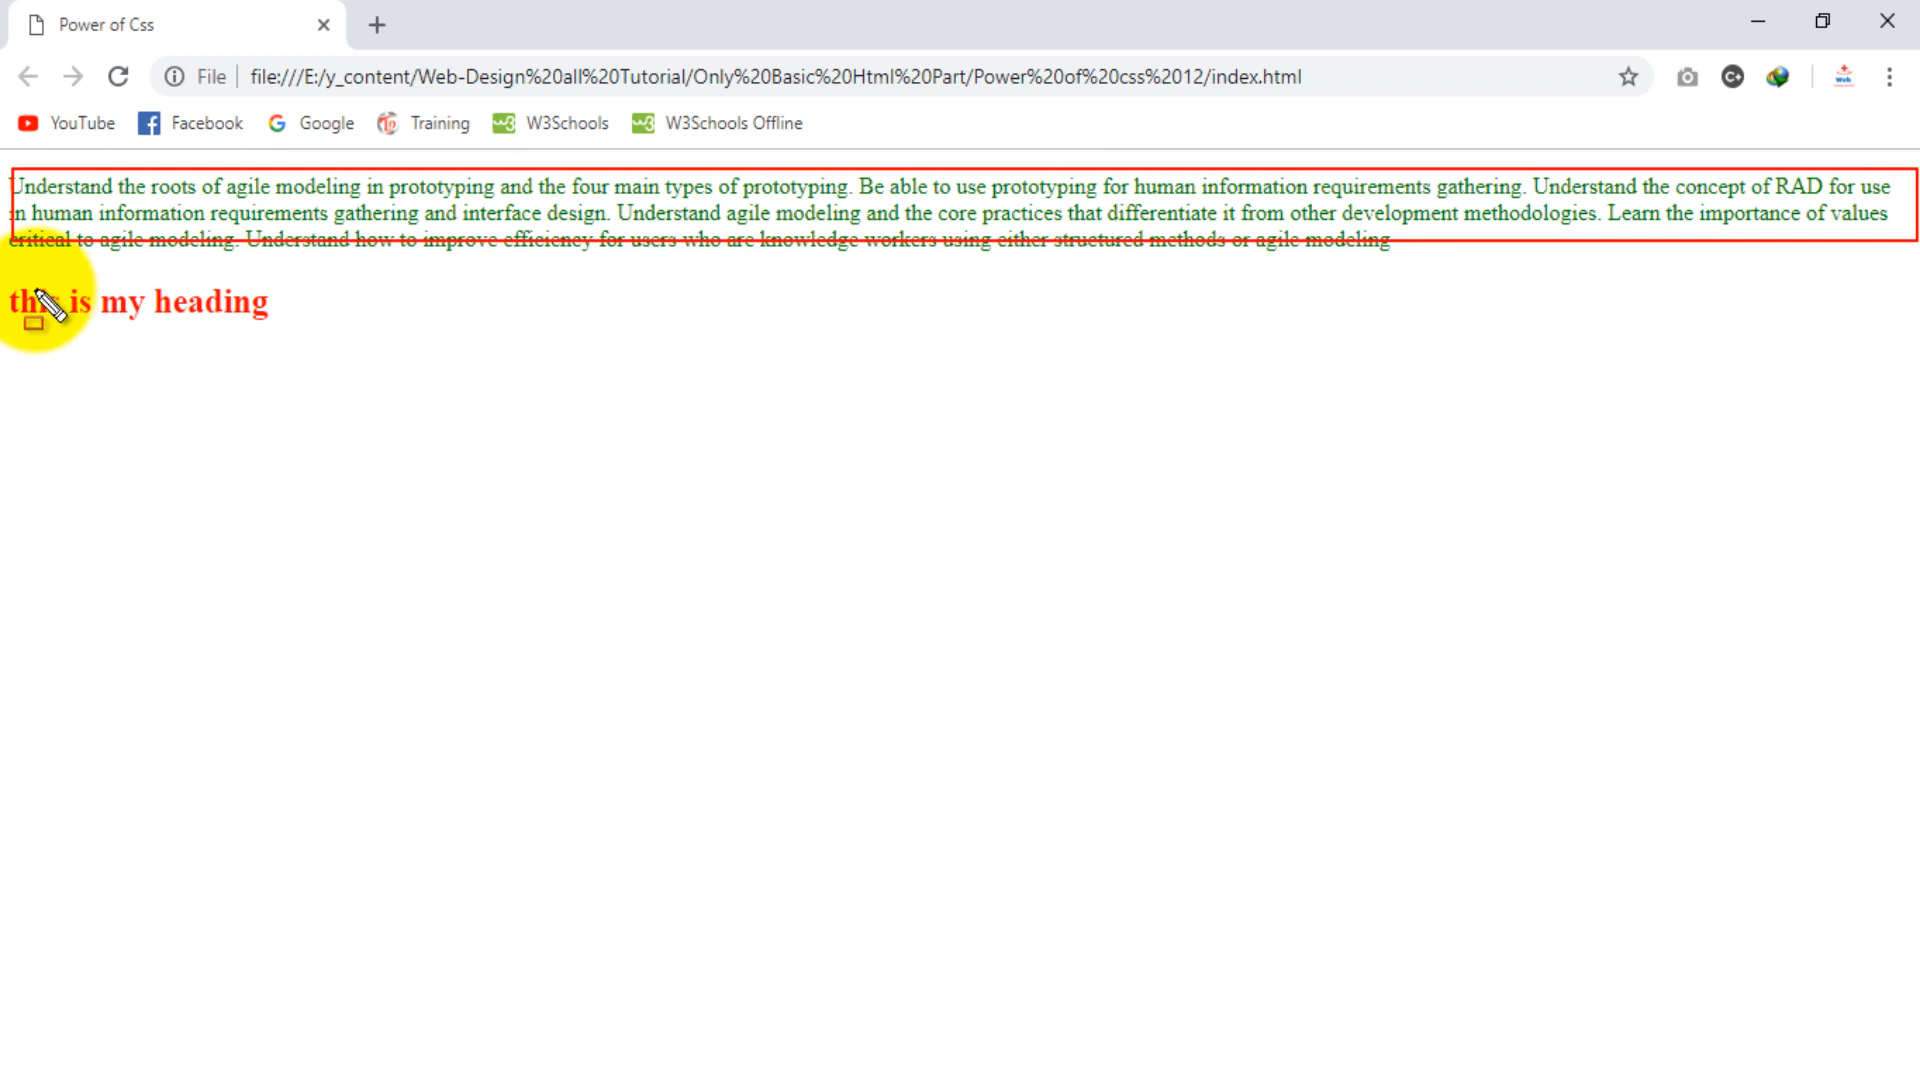 Power of Css
File file:///E:/y_content/Web-Design%20all%20Tutorial/Only%20Basic%20Html%20Part/Power%20of%20css%2012/index.html
YouTube Facebook Google Training W3Schools W3Schools Offline
Understand the roots of agile modeling in prototyping and the four main types of prototyping. Be able to use prototyping for human information requirements gathering. Understand the concept of RAD for use
in human information requirements gathering and interface design. Understand agile modeling and the core practices that differentiate it from other development methodologies. Learn the importance of values
critical to agile modeling. Understand how to improve efficiency for users who are knowledge workers using either structured methods or agile modeling
this is my heading